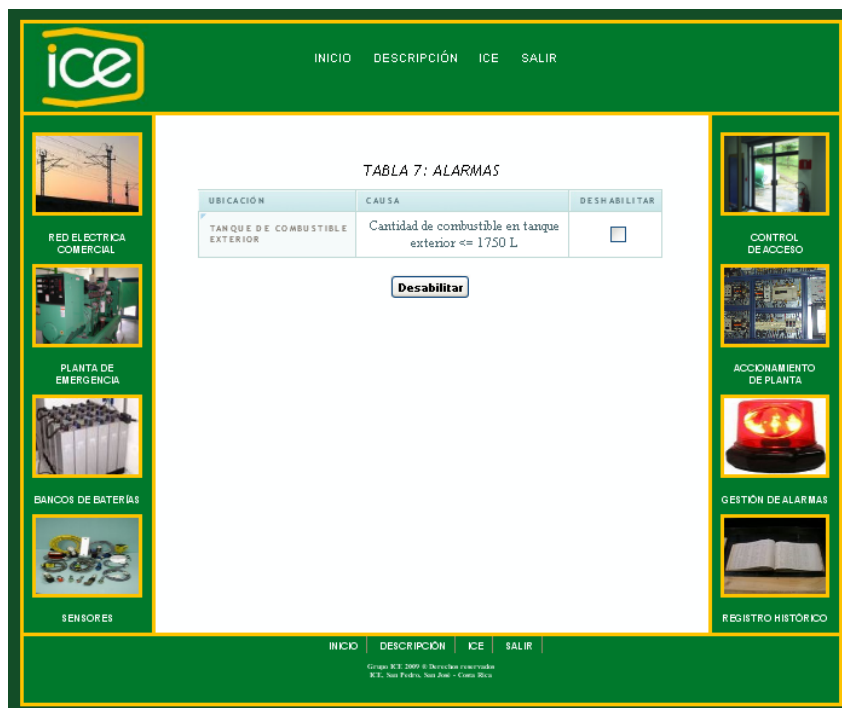 ice
INICIO DESCRIPCIÓN ICE SALIR
RED ELECTRICA
COMERCIAL
PLANTA DE
EMERGENCIA
BANCOS DE BATERÍAS
SENSORES
TABLA 7: ALARMAS
UBICACIÓN CAUSA DESHABILITAR
TANQUE DE COMBUSTIBLE
EXTERIOR
Cantidad de combustible en tanque
exterior <= 1750 L
Desabilitar
CONTROL
DE ACCESO
ACCIONAMIENTO
DE PLANTA
GESTIÓN DE ALARMAS
REGISTRO HISTÓRICO
INICIO DESCRIPCIÓN ICE SALIR
Grupo ICE 2009 ® Derechos reservados
ICE, San Pedro, San José - Costa Rica